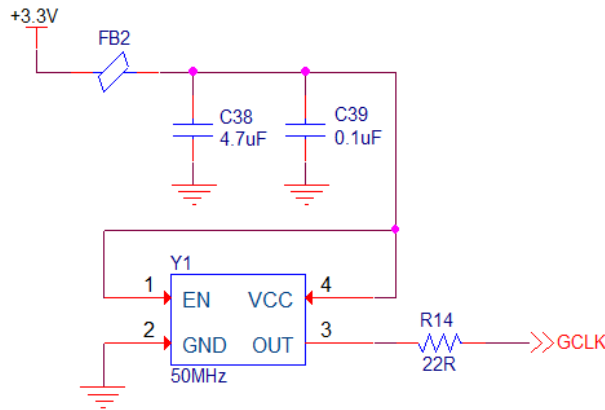 +3.3V
FB2
C38
4.7uF
C39
0.1uF
Y1
1
EN
VCC
4
2
GND
OUT
3
50MHz
R14
22R
GCLK